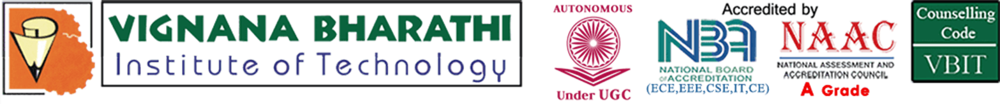 VIGNANA BHARATHI
Institute of Technology
AUTONOMOUS
Under UGC
Accredited by
NBA
NATIONAL BOARD
of ACCREDITATION
(ECE,EEE,CSE,IT,CE)
NAAC
NATIONAL ASSESSMENT AND
ACCREDITATION COUNCIL
A Grade
Counselling
Code
VBIT